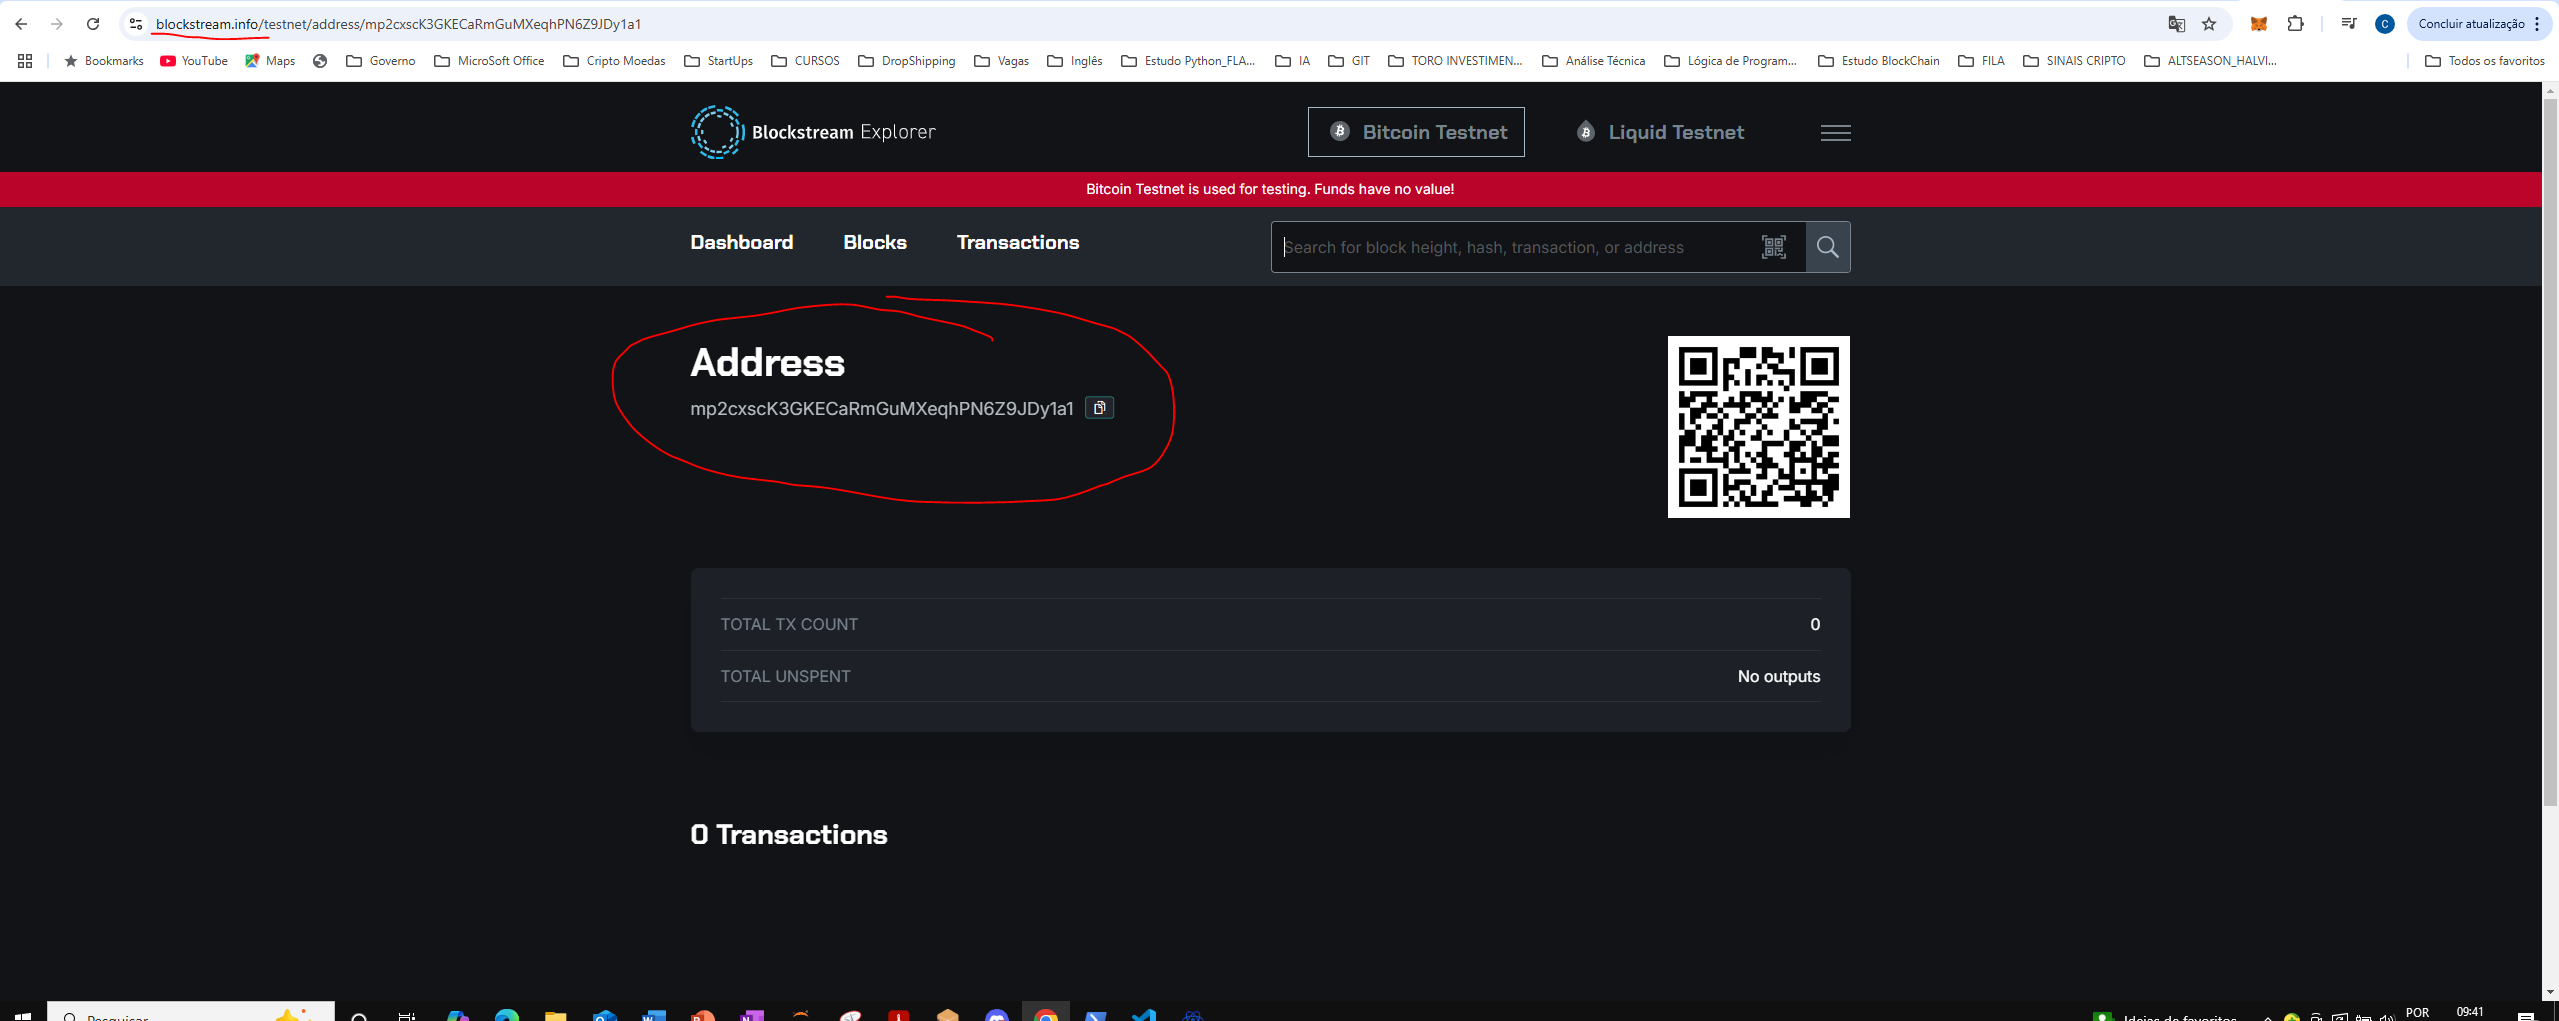 blockstream.info/testnet/address/mp2cxscK3GKECaRmGuMXeqhPN6Z9JDy1a1
C
Concluir atualização
Bookmarks
YouTube
Maps
Governo
MicroSoft Office
Cripto Moedas
StartUps
CURSOS
DropShipping
Vagas
Inglês
Estudo Python_FLA...
IA
GIT
TORO INVESTIMEN...
Análise Técnica
Lógica de Program...
Estudo BlockChain
FILA
SINAIS CRIPTO
ALTSEASON_HALVI...
Todos os favoritos
Blockstream Explorer
Bitcoin Testnet
Liquid Testnet
Bitcoin Testnet is used for testing. Funds have no value!
Dashboard
Blocks
Transactions
Search for block height, hash, transaction, or address
Address
mp2cxscK3GKECaRmGuMXeqhPN6Z9JDy1a1
TOTAL TX COUNT
0
TOTAL UNSPENT
No outputs
0 Transactions
Pesquisar
Ideias de favoritos
POR
09:41